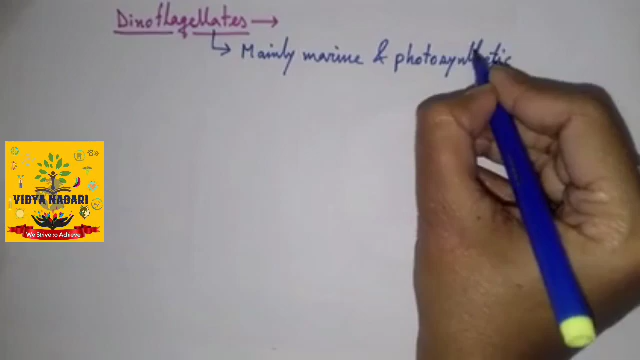 Dinoflagellates →
↳ Mainly marine & photosynthetic
VIDYA NAGARI
We Strive to Achieve